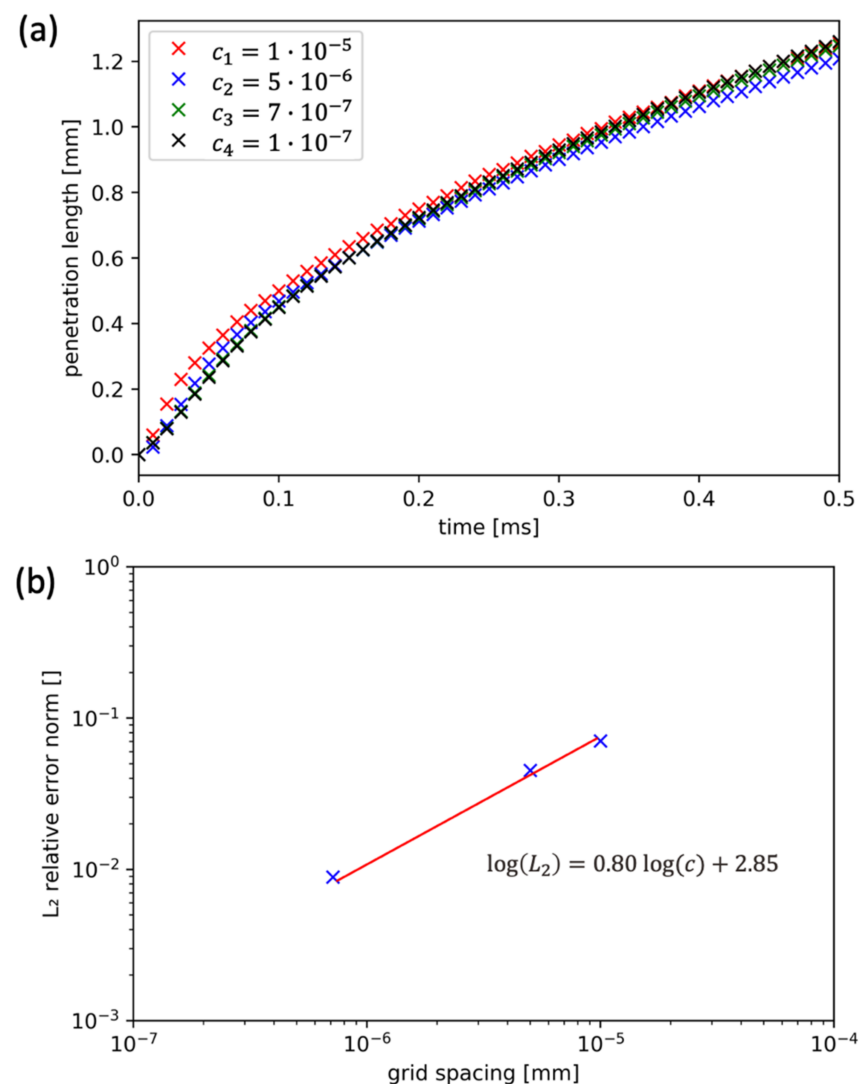 (a)
c₁ = 1 · 10⁻⁵
c₂ = 5 · 10⁻⁶
c₃ = 7 · 10⁻⁷
c₄ = 1 · 10⁻⁷
penetration length [mm]
1.2
1.0
0.8
0.6
0.4
0.2
0.0
0.0 0.1 0.2 0.3 0.4 0.5
time [ms]
(b)
L₂ relative error norm []
10⁰
10⁻¹
10⁻²
10⁻³
log(L₂) = 0.80 log(c) + 2.85
10⁻⁷ 10⁻⁶ 10⁻⁵ 10⁻⁴
grid spacing [mm]